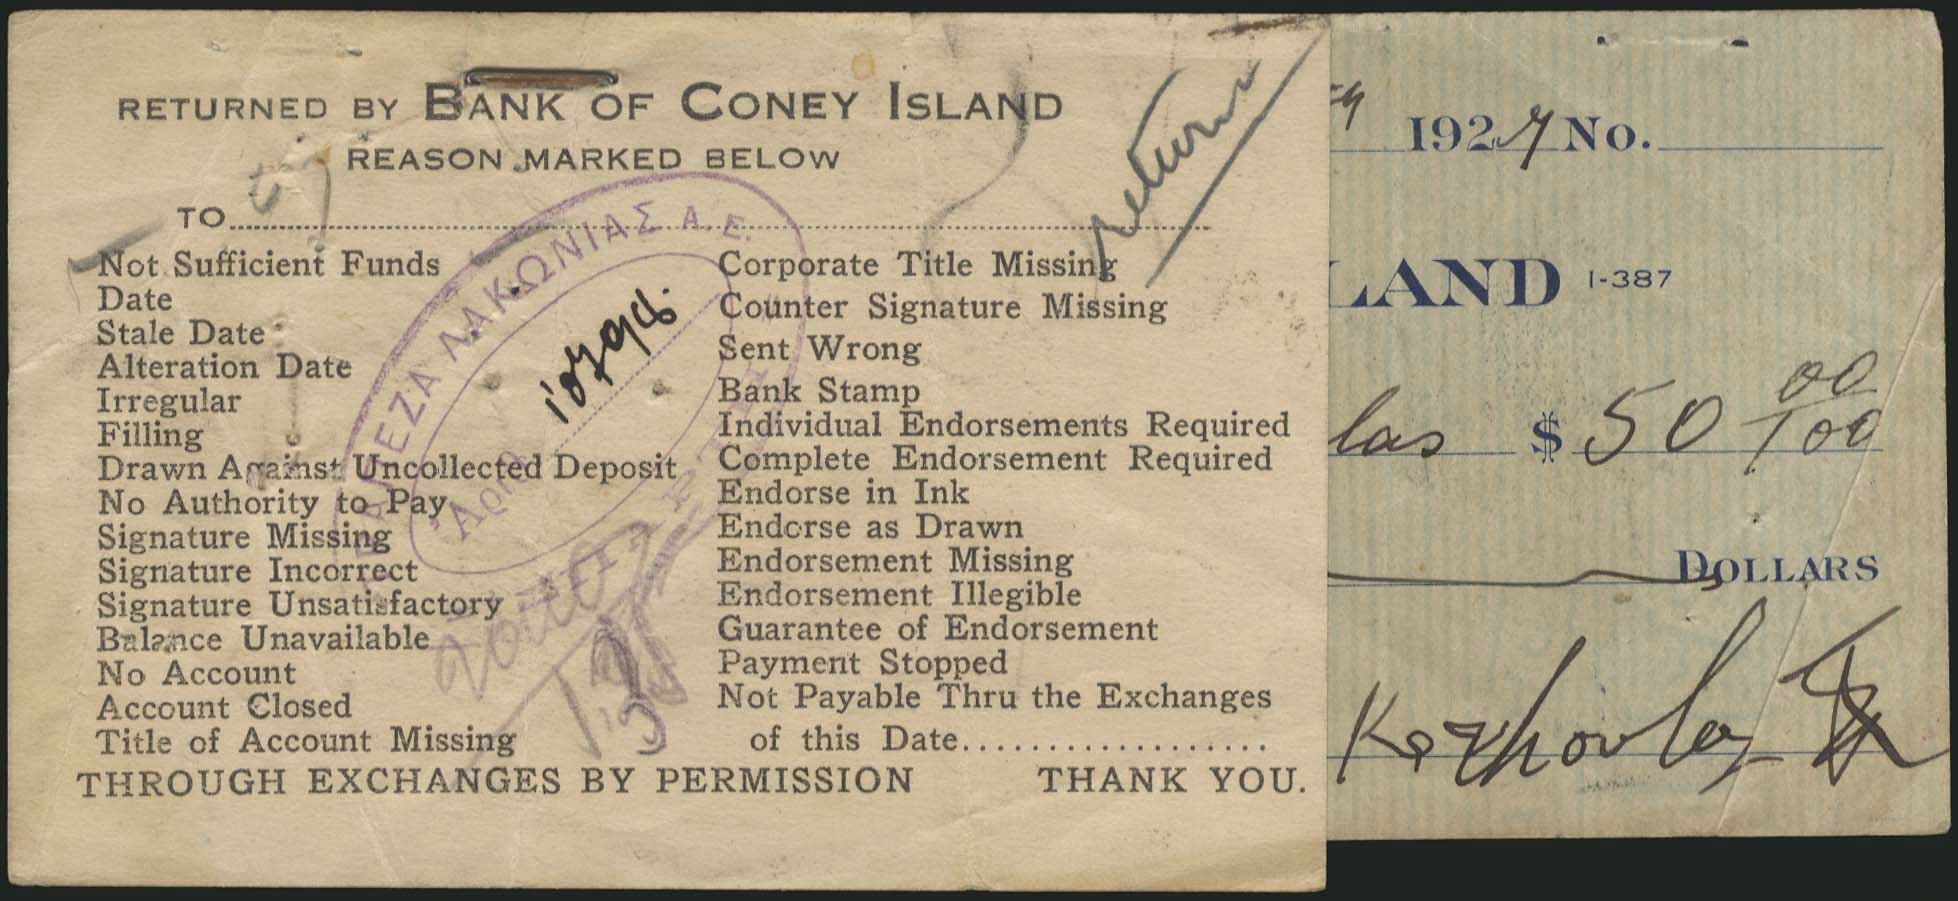 RETURNED BY BANK OF CONEY ISLAND
REASON MARKED BELOW
return
TO
Not Sufficient Funds
Date
Stale Date
Alteration Date
Irregular
Filling
Drawn Against Uncollected Deposit
No Authority to Pay
Signature Missing
Signature Incorrect
Signature Unsatisfactory
Balance Unavailable
No Account
Account Closed
Title of Account Missing
Corporate Title Missing
Counter Signature Missing
Sent Wrong
Bank Stamp
Individual Endorsements Required
Complete Endorsement Required
Endorse in Ink
Endorse as Drawn
Endorsement Missing
Endorsement Illegible
Guarantee of Endorsement
Payment Stopped
Not Payable Thru the Exchanges
of this Date
THROUGH EXCHANGES BY PERMISSION THANK YOU.
ΛΑΚΩΝΙΑΣ Α.Ε.
1927 No.
LAND 1-387
las $ 50 00/100
DOLLARS